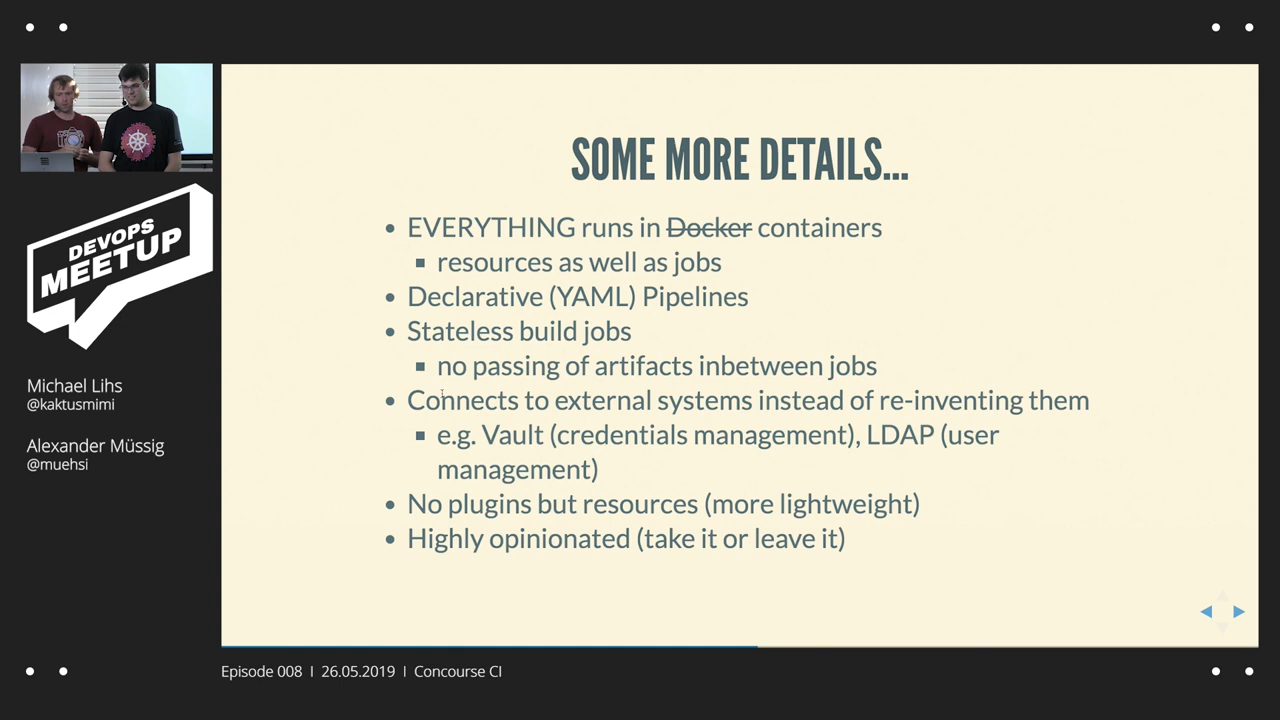 DEVOPS
MEETUP
Michael Lihs
@kaktusmimi
Alexander Müssig
@muehsi
SOME MORE DETAILS...
• EVERYTHING runs in Docker containers
▪ resources as well as jobs
• Declarative (YAML) Pipelines
• Stateless build jobs
▪ no passing of artifacts inbetween jobs
• Connects to external systems instead of re-inventing them
▪ e.g. Vault (credentials management), LDAP (user
management)
• No plugins but resources (more lightweight)
• Highly opinionated (take it or leave it)
Episode 008 | 26.05.2019 | Concourse CI